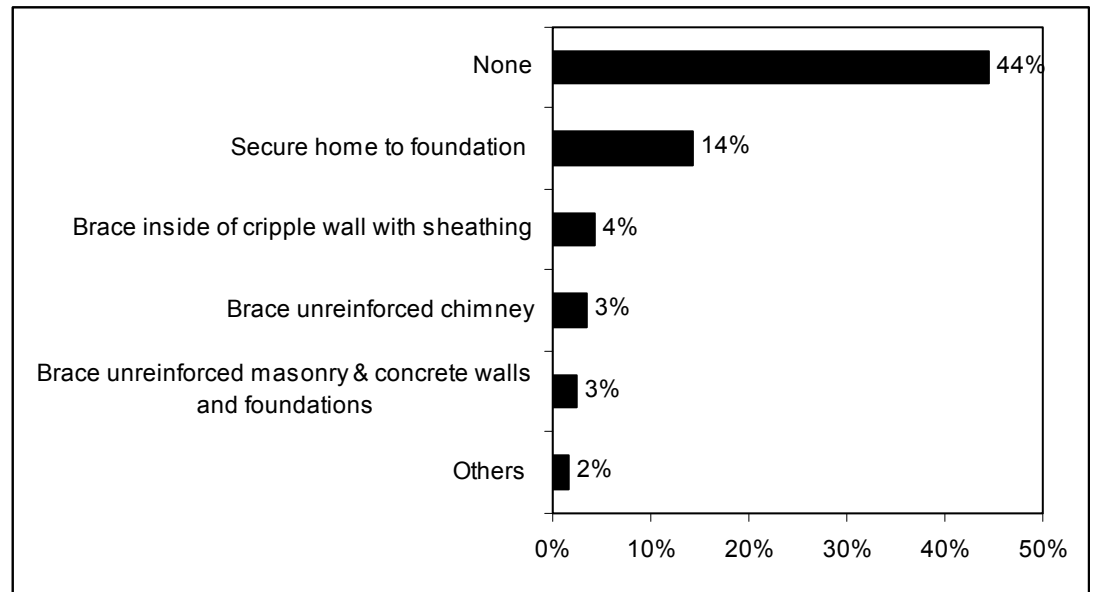 None
44%
Secure home to foundation
14%
Brace inside of cripple wall with sheathing
4%
Brace unreinforced chimney
3%
Brace unreinforced masonry & concrete walls
and foundations
3%
Others
2%
0% 10% 20% 30% 40% 50%